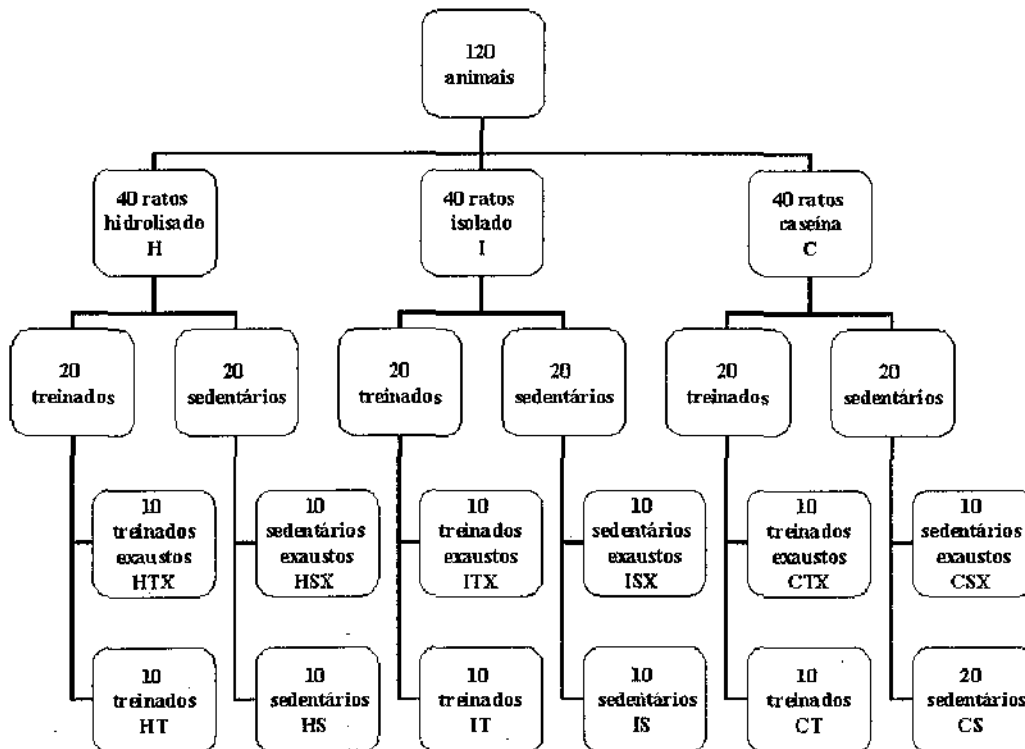 120
animais
40 ratos
hidrolisado
H
40 ratos
isolado
I
40 ratos
caseína
C
20
treinados
20
sedentários
20
treinados
20
sedentários
20
treinados
20
sedentários
10
treinados
exaustos
HTX
10
sedentários
exaustos
HSX
10
treinados
exaustos
ITX
10
sedentários
exaustos
ISX
10
treinados
exaustos
CTX
10
sedentários
exaustos
CSX
10
treinados
HT
10
sedentários
HS
10
treinados
IT
10
sedentários
IS
10
treinados
CT
20
sedentários
CS